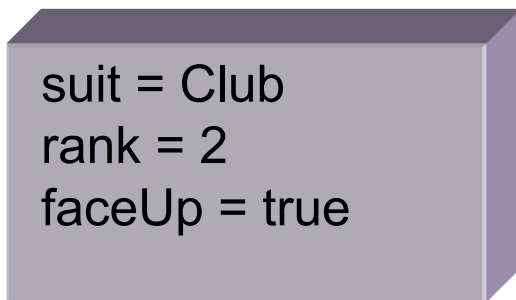 suit = Club
rank = 2
faceUp = true